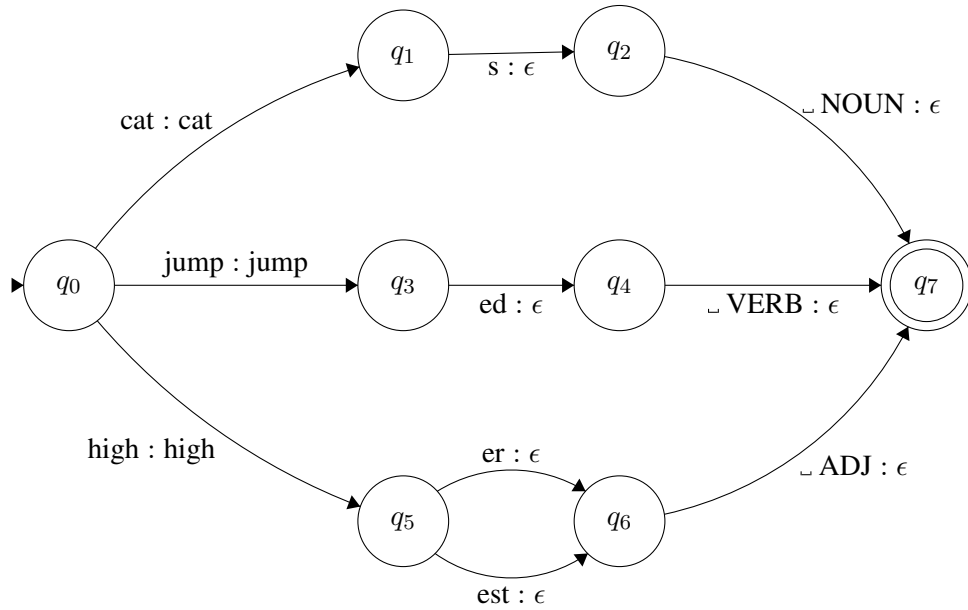 q1
s : ϵ
q2
cat : cat
␣ NOUN : ϵ
q0
jump : jump
q3
ed : ϵ
q4
␣ VERB : ϵ
q7
high : high
q5
er : ϵ
est : ϵ
q6
␣ ADJ : ϵ